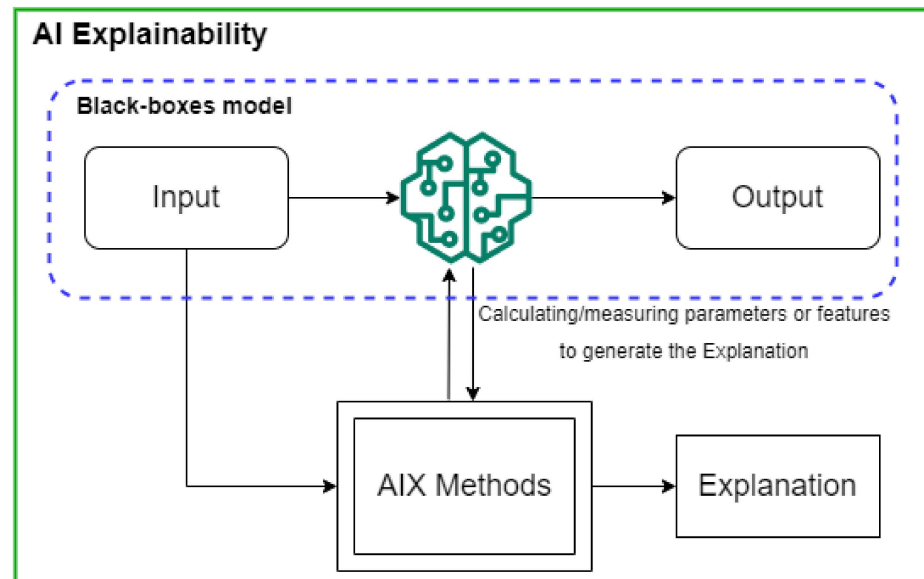 AI Explainability
Black-boxes model
Input
Output
Calculating/measuring parameters or features
to generate the Explanation
AIX Methods
Explanation